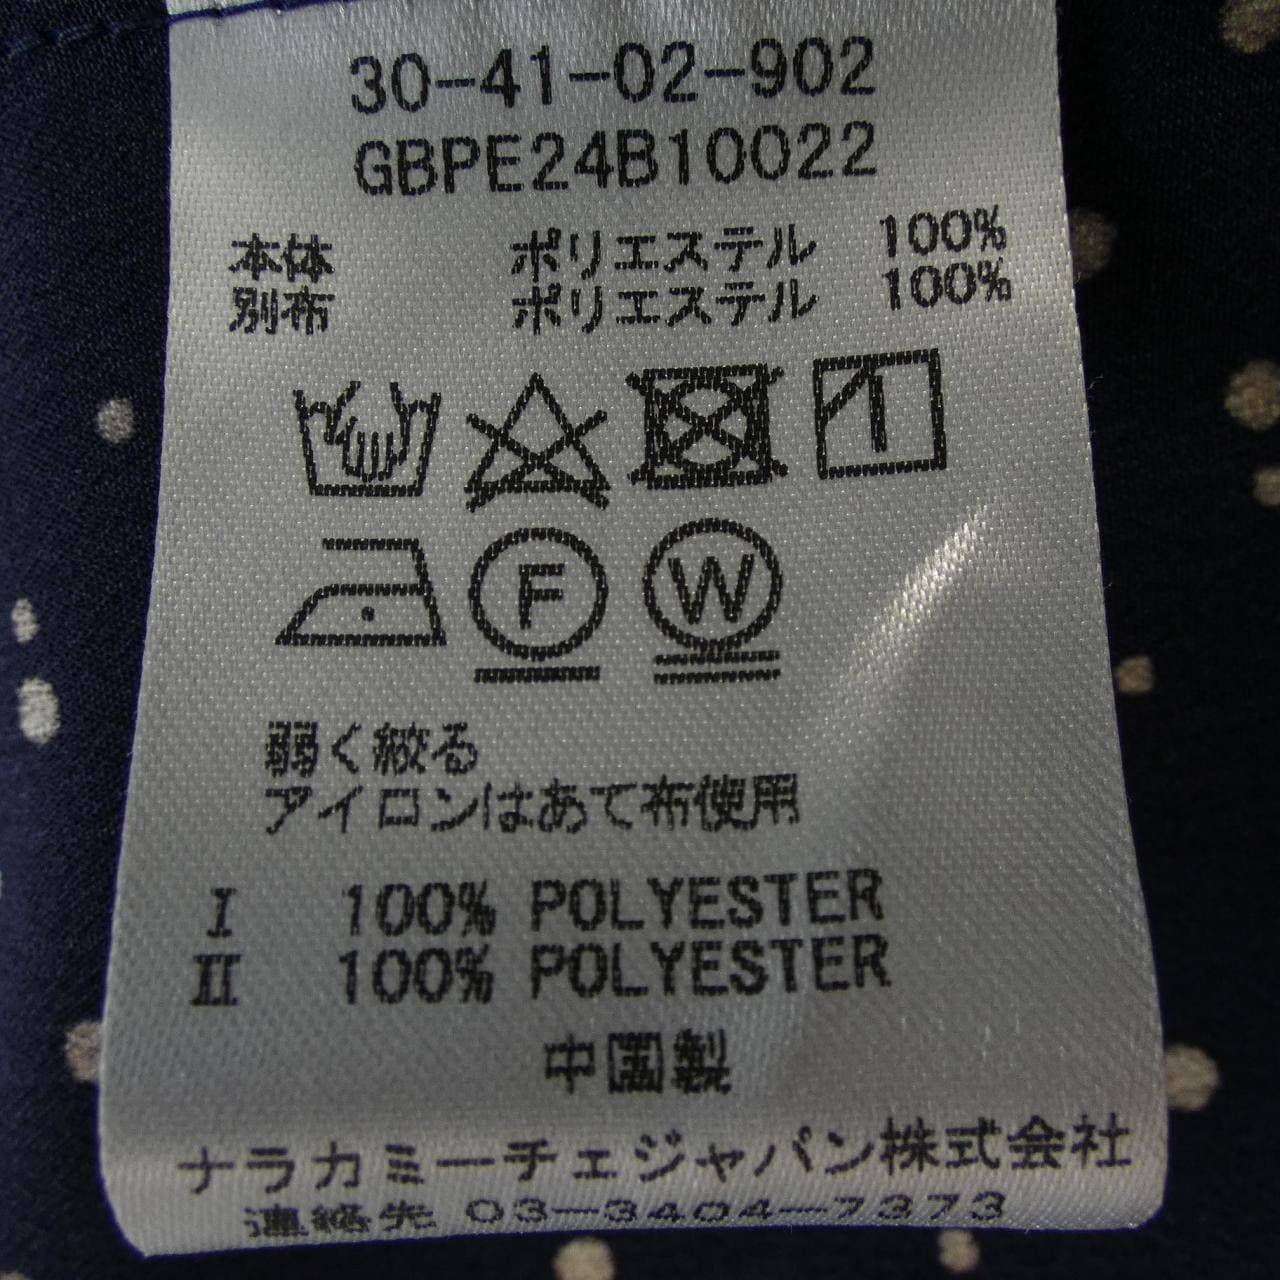 30-41-02-902
GBPE24B10022
本体 ポリエステル 100%
別布 ポリエステル 100%
F W
弱く絞る
アイロンはあて布使用
I 100% POLYESTER
II 100% POLYESTER
中国製
ナラカミーチェジャパン株式会社
連絡先 03-3404-7373